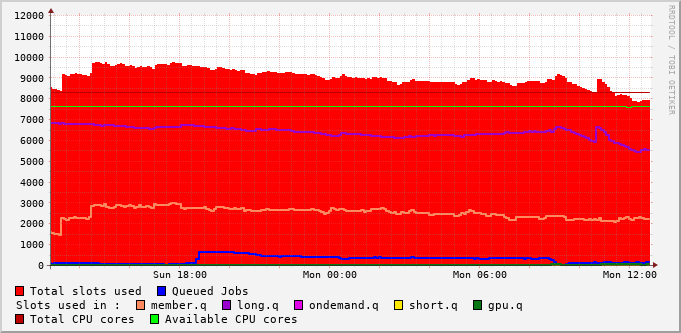 RRDTOOL / TOBI OETIKER
12000
11000
10000
9000
8000
7000
6000
5000
4000
3000
2000
1000
0
Sun 18:00 Mon 00:00 Mon 06:00 Mon 12:00
Total slots used Queued Jobs
Slots used in : member.q long.q ondemand.q short.q gpu.q
Total CPU cores Available CPU cores